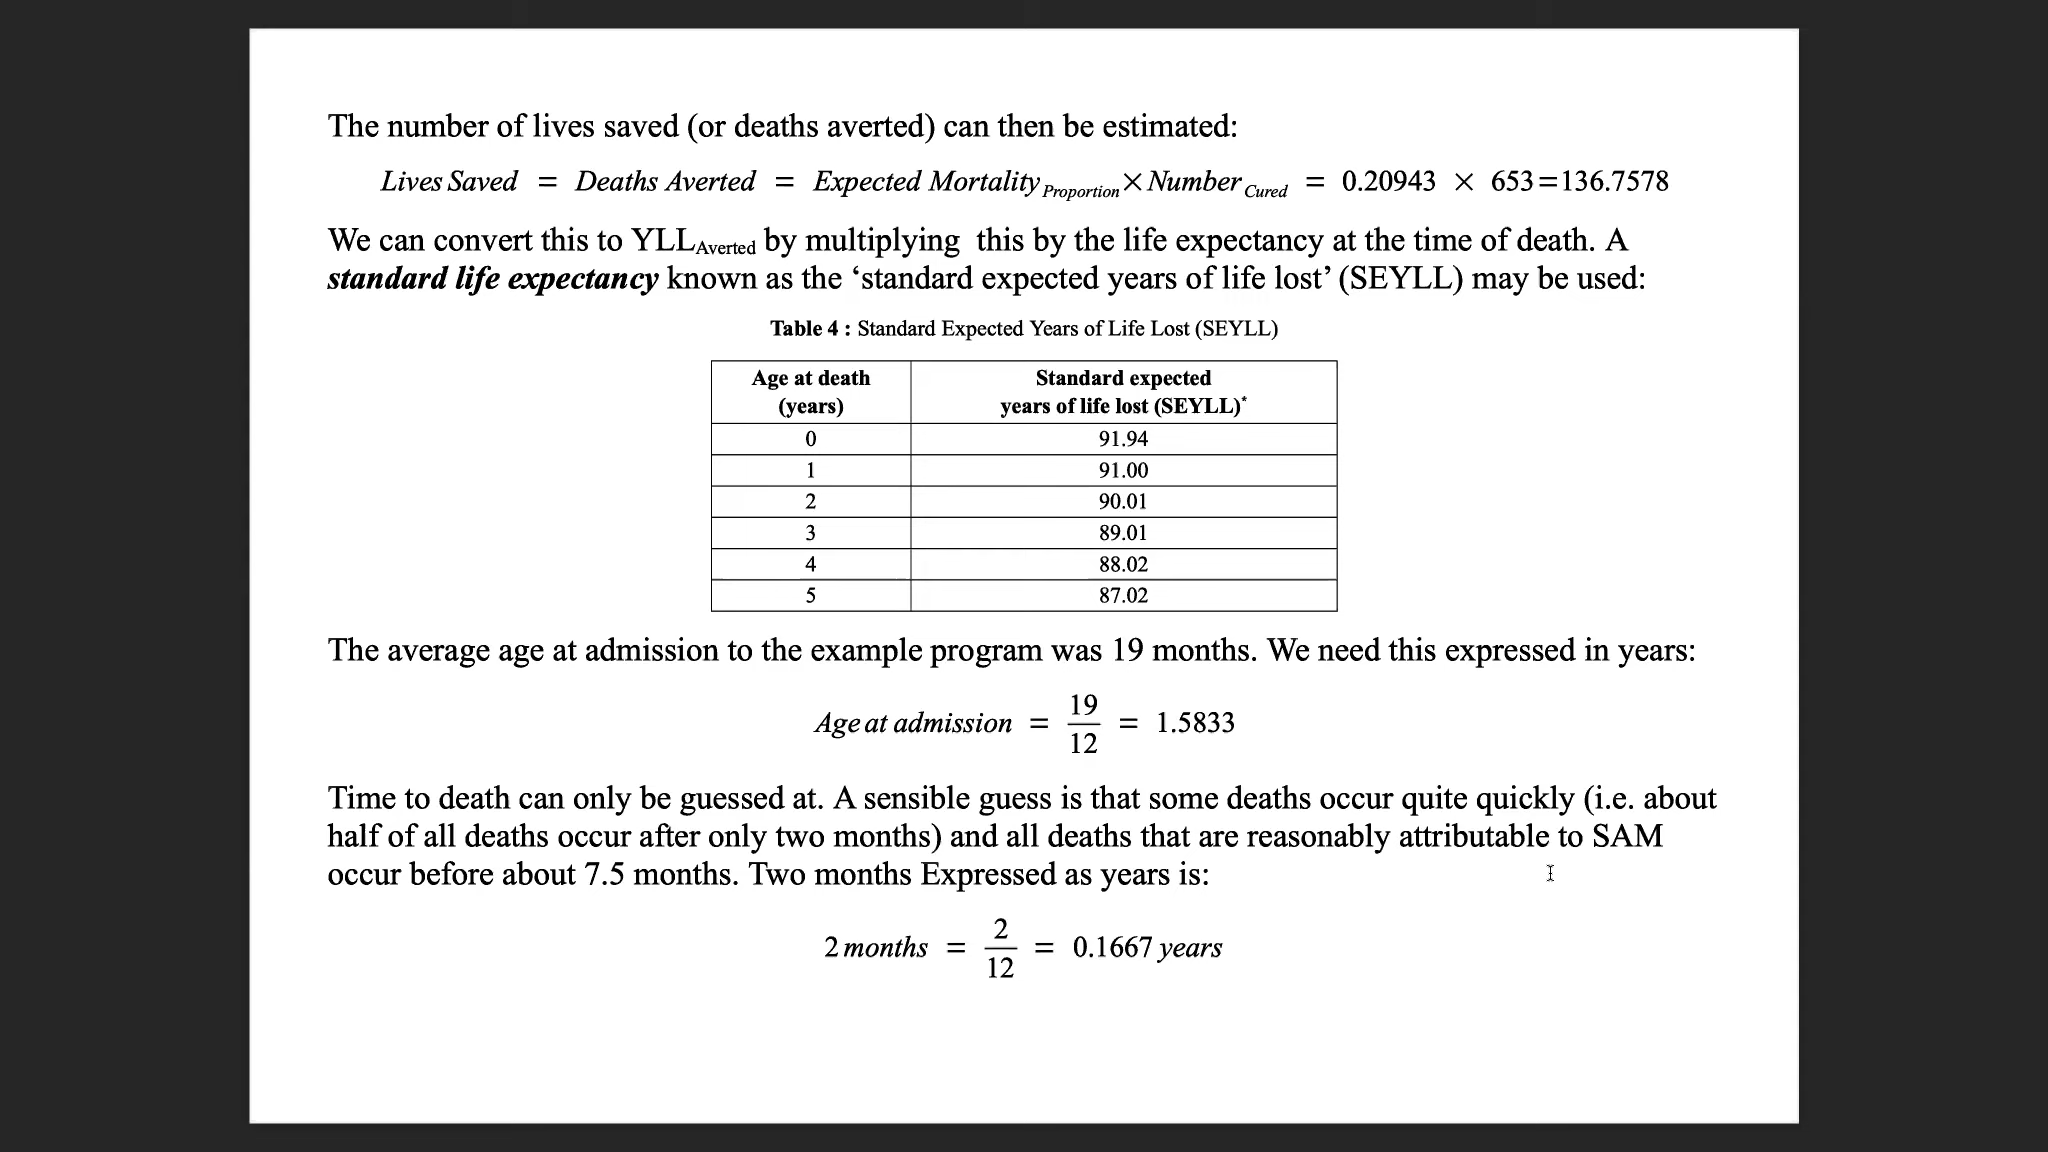 The number of lives saved (or deaths averted) can then be estimated:
Lives Saved = Deaths Averted = Expected Mortality Proportion × Number Cured = 0.20943 × 653=136.7578
We can convert this to YLLAverted by multiplying this by the life expectancy at the time of death. A
standard life expectancy known as the ‘standard expected years of life lost’ (SEYLL) may be used:
Table 4 : Standard Expected Years of Life Lost (SEYLL)
Age at death (years) Standard expected years of life lost (SEYLL)*
0 91.94
1 91.00
2 90.01
3 89.01
4 88.02
5 87.02
The average age at admission to the example program was 19 months. We need this expressed in years:
Age at admission = 19/12 = 1.5833
Time to death can only be guessed at. A sensible guess is that some deaths occur quite quickly (i.e. about
half of all deaths occur after only two months) and all deaths that are reasonably attributable to SAM
occur before about 7.5 months. Two months Expressed as years is:
2 months = 2/12 = 0.1667 years